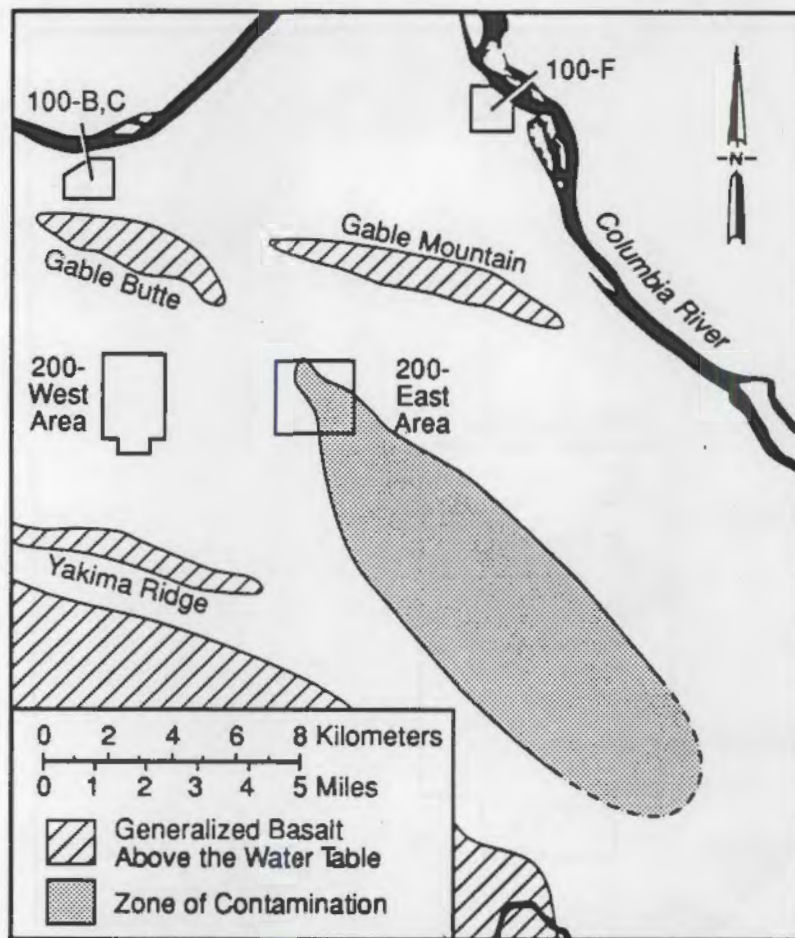 100-B,C
100-F
N
Gable Butte
Gable Mountain
Columbia River
200-
West
Area
200-
East
Area
Yakima Ridge
0 2 4 6 8 Kilometers
0 1 2 3 4 5 Miles
Generalized Basalt
Above the Water Table
Zone of Contamination